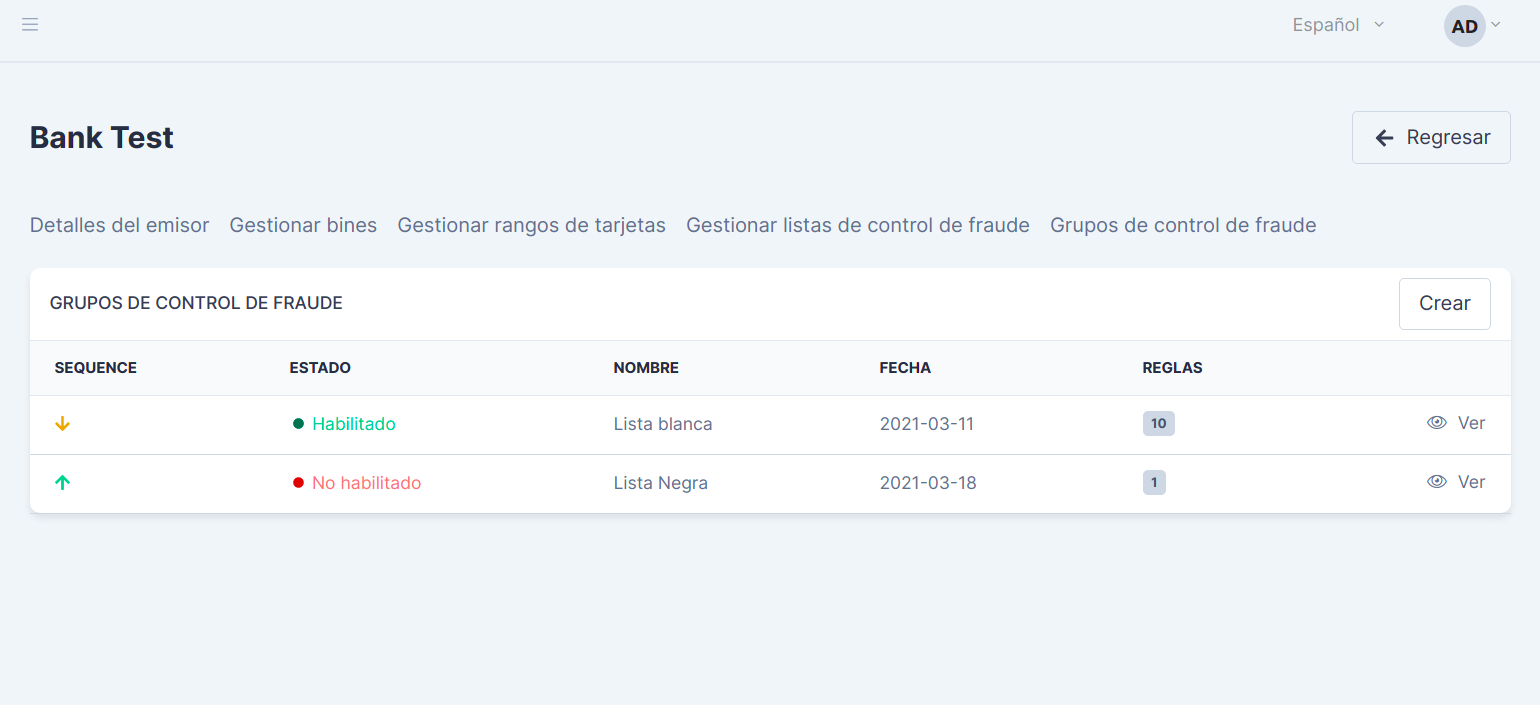 Español
AD
Bank Test
Regresar
Detalles del emisor Gestionar bines Gestionar rangos de tarjetas Gestionar listas de control de fraude Grupos de control de fraude
GRUPOS DE CONTROL DE FRAUDE
Crear
SEQUENCE ESTADO NOMBRE FECHA REGLAS
Habilitado Lista blanca 2021-03-11 10 Ver
No habilitado Lista Negra 2021-03-18 1 Ver